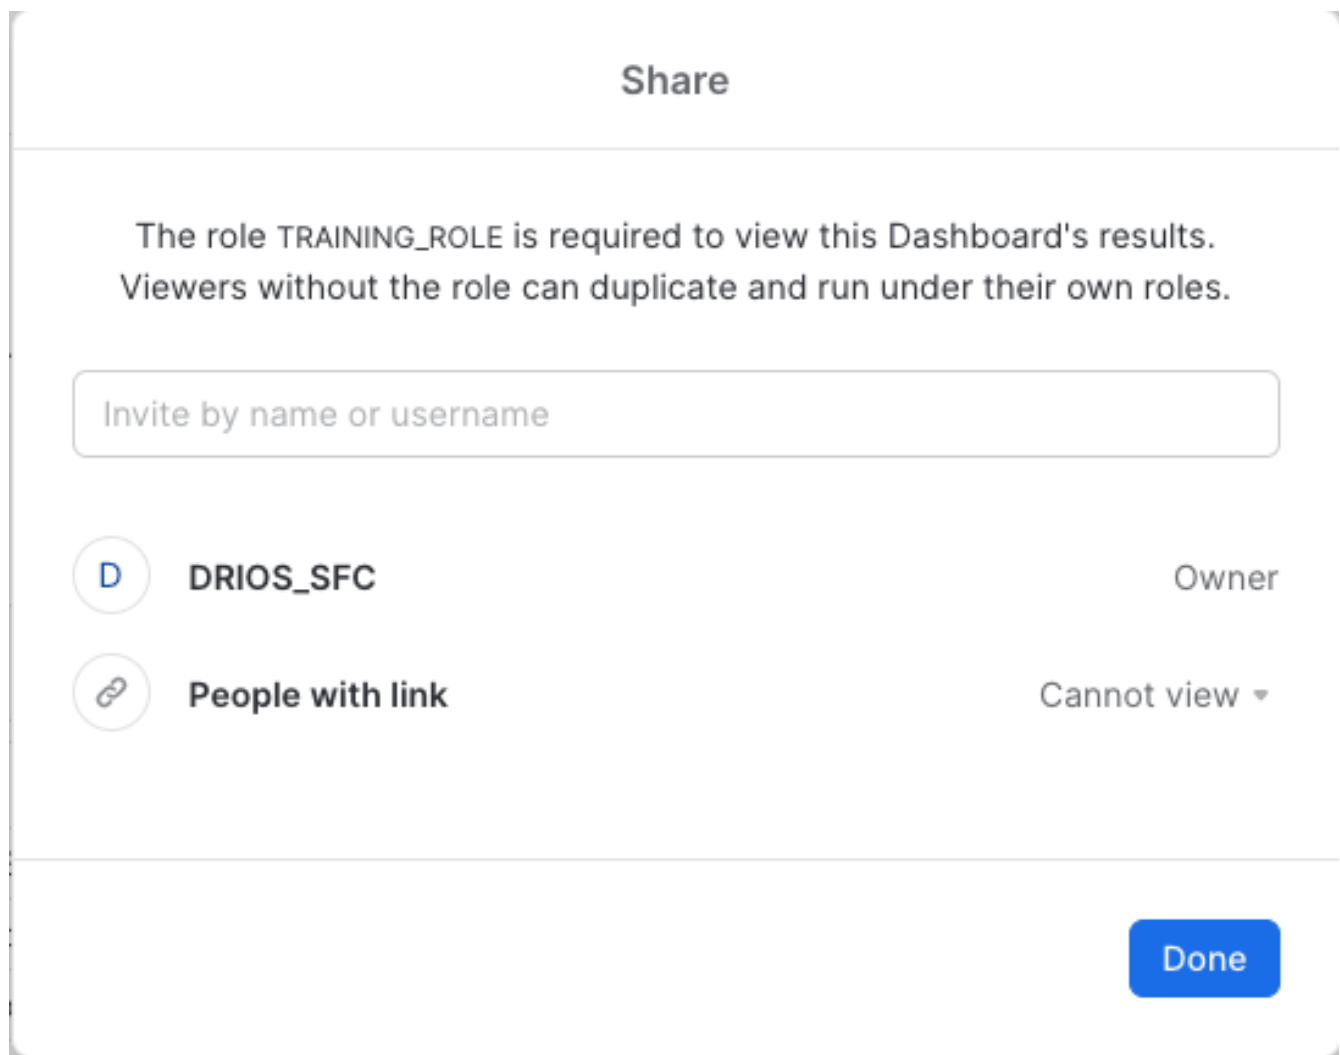 Share
The role TRAINING_ROLE is required to view this Dashboard's results.
Viewers without the role can duplicate and run under their own roles.
Invite by name or username
D DRIOS_SFC Owner
People with link Cannot view
Done